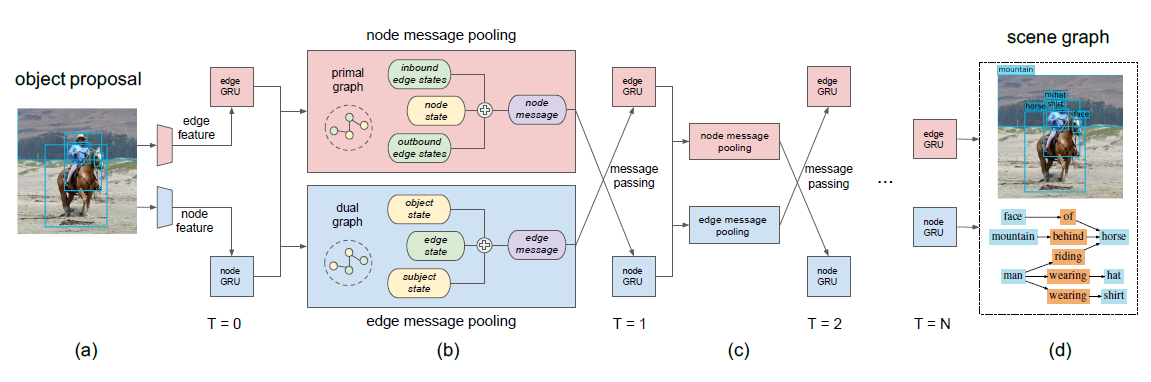 object proposal
edge
feature
node
feature
edge
GRU
node
GRU
T = 0
(a)
node message pooling
primal
graph
inbound
edge states
node
state
outbound
edge states
node
message
dual
graph
object
state
edge
state
subject
state
edge
message
edge message pooling
(b)
edge
GRU
message
passing
node
GRU
T = 1
node message
pooling
edge message
pooling
(c)
edge
GRU
message
passing
node
GRU
T = 2
...
edge
GRU
node
GRU
T = N
scene graph
mountain
hat
shirt
horse
face
face
of
mountain
behind
horse
riding
man
wearing
hat
wearing
shirt
(d)